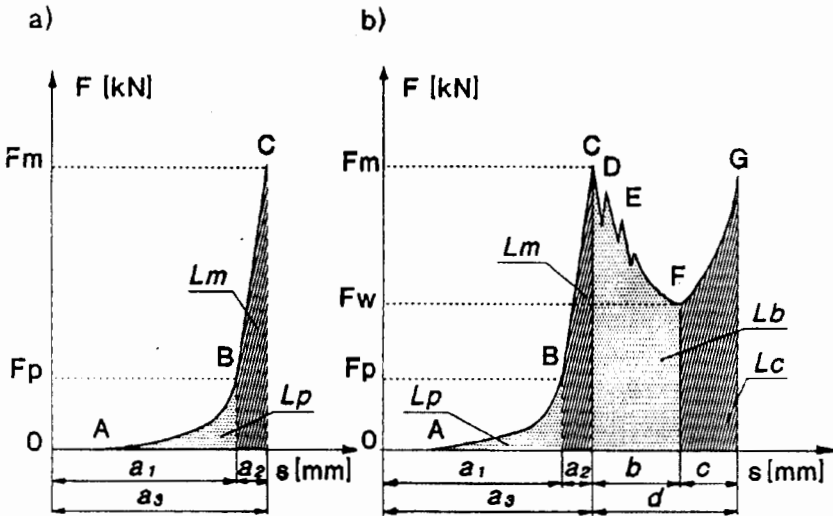 a)
F [kN]
Fm
C
Lm
B
Fp
Lp
A
0
a1
a2
s [mm]
a3
b)
F [kN]
Fm
C
D
G
E
Lm
F
Fw
Lb
B
Fp
Lc
Lp
A
0
a1
a2
b
c
s [mm]
a3
d